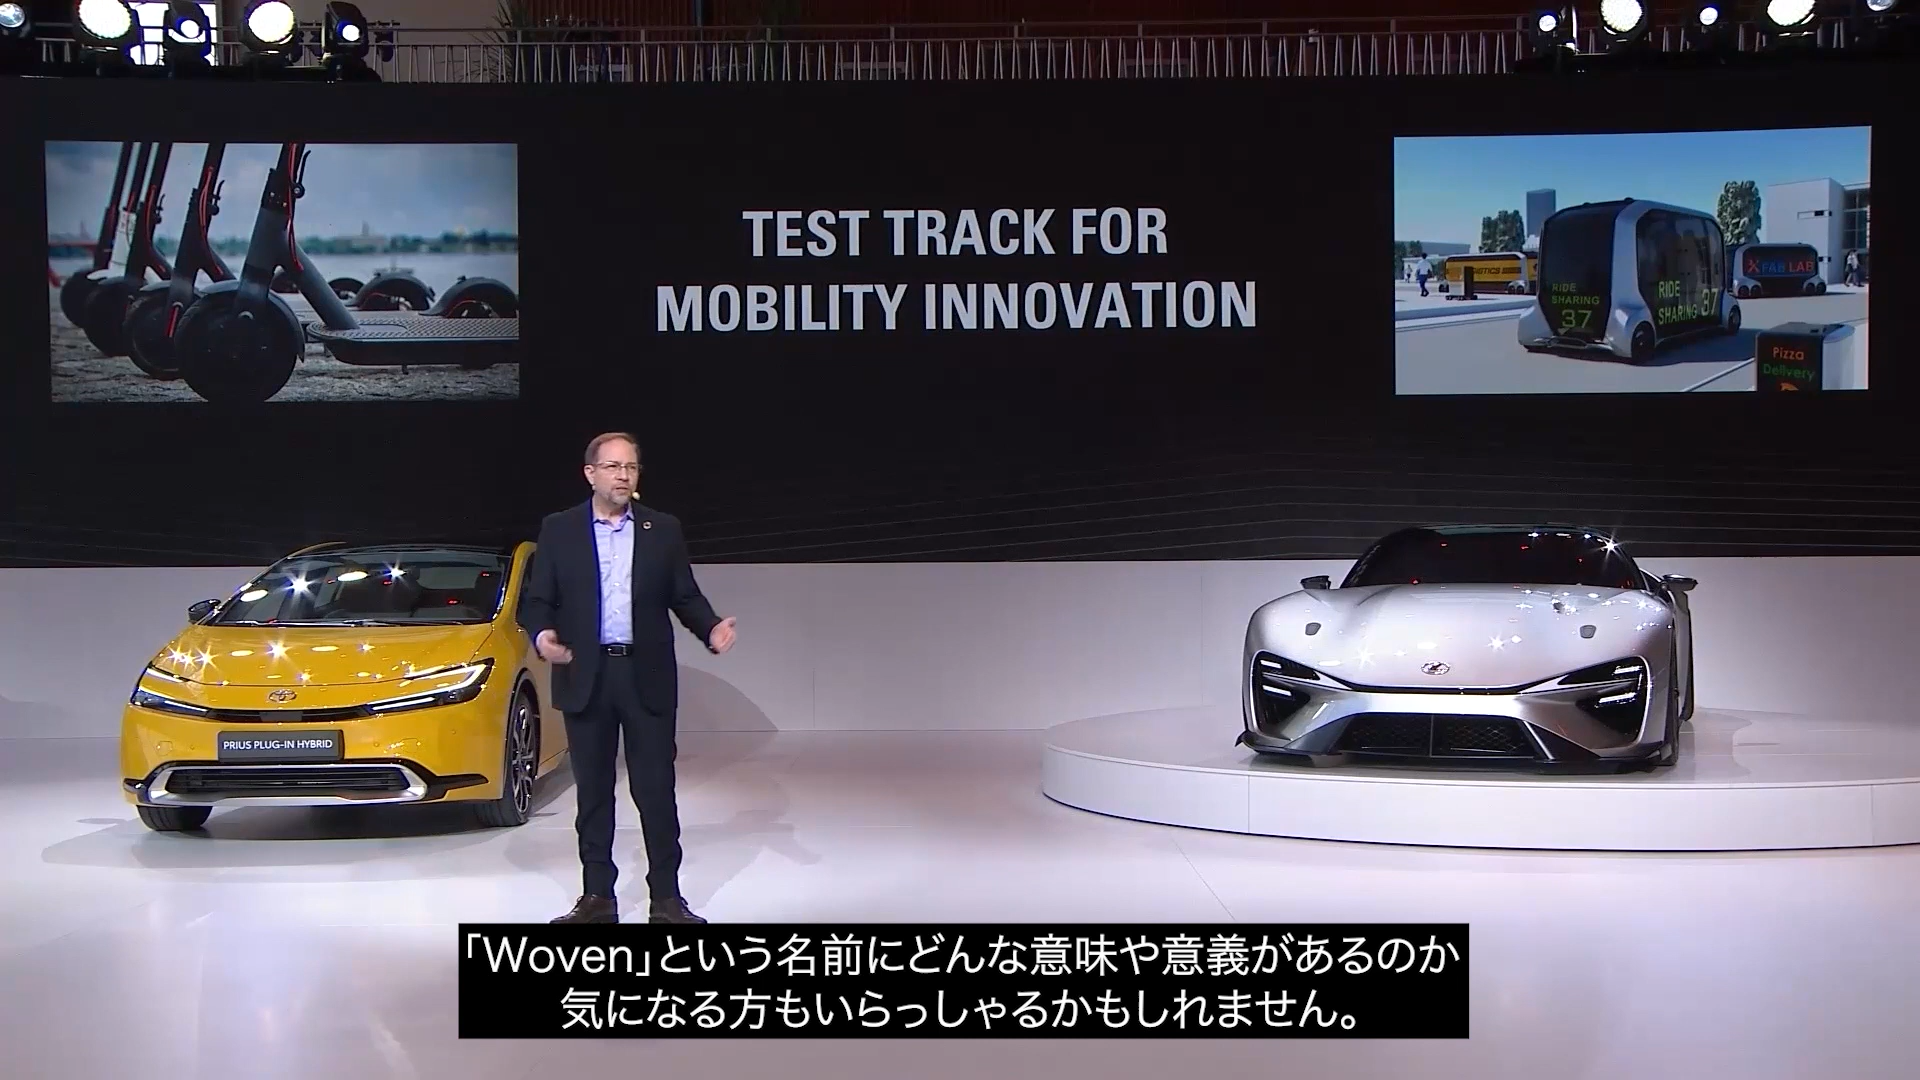 TEST TRACK FOR
MOBILITY INNOVATION
RIDE
SHARING
37
RIDE
SHARING 37
FAB LAB
Pizza
Delivery
PRIUS PLUG-IN HYBRID
「Woven」という名前にどんな意味や意義があるのか
気になる方もいらっしゃるかもしれません。